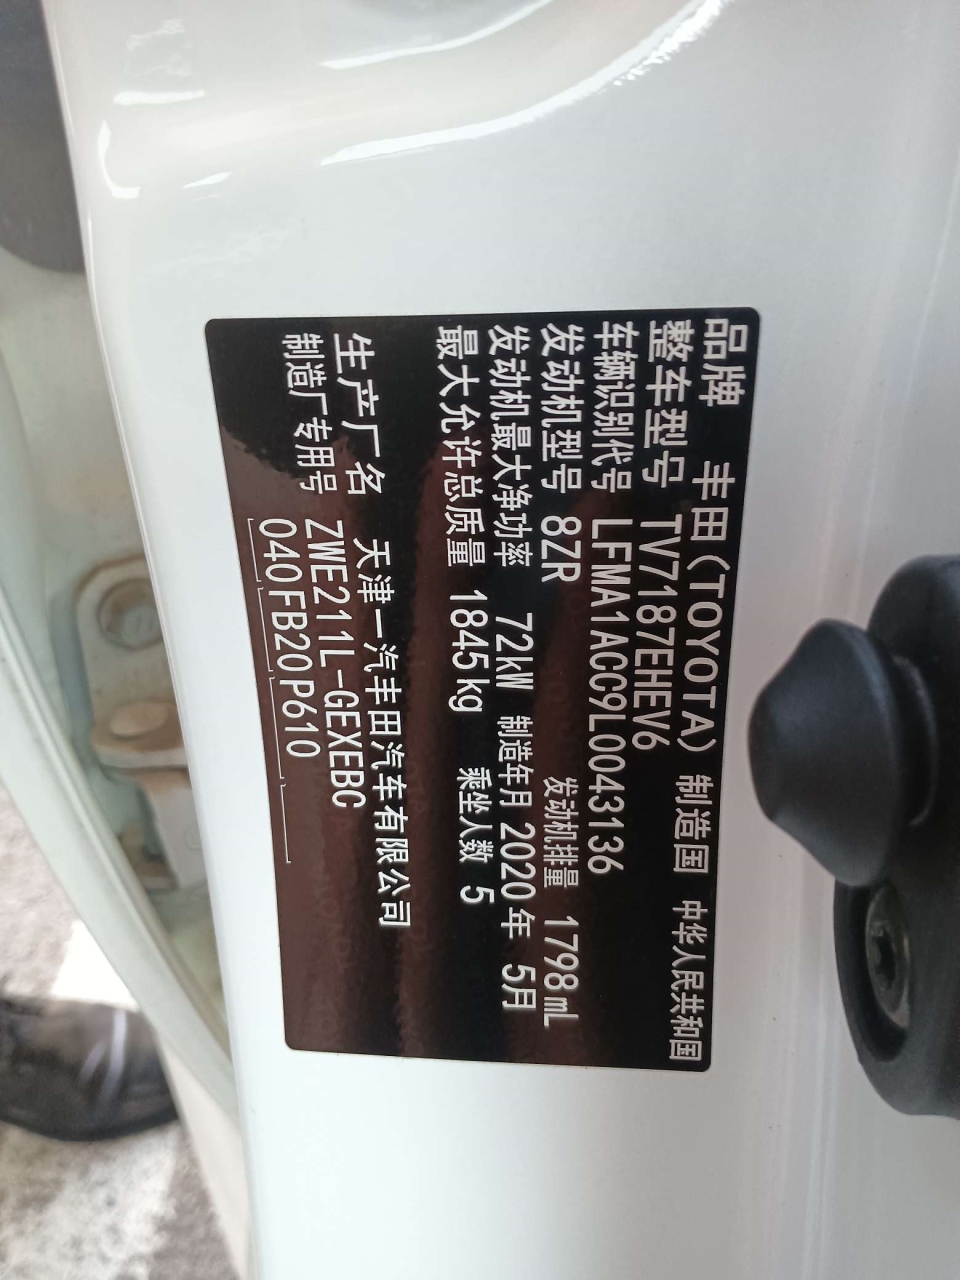 品牌 丰田(TOYOTA) 制造国 中华人民共和国
整车型号 TV7187EHEV6
车辆识别代号 LFMA1ACC9L0043136
发动机型号 8ZR 发动机排量 1798mL
发动机最大净功率 72kW 制造年月 2020年 5月
最大允许总质量 1845kg 乘坐人数 5
生产厂名 天津一汽丰田汽车有限公司
制造厂专用号 ZWE211L-GEXEBC
040FB20P610